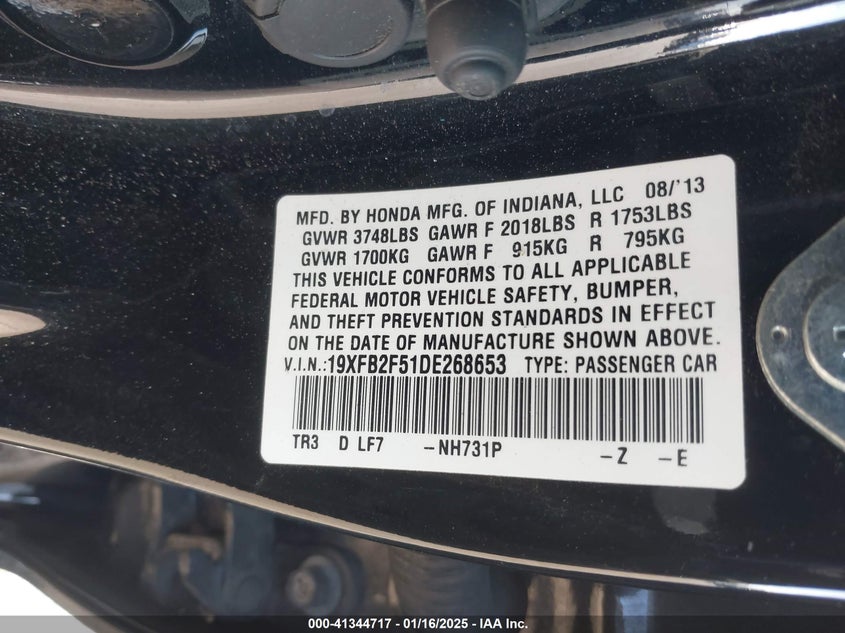 MFD. BY HONDA MFG. OF INDIANA, LLC 08/'13
GVWR 3748LBS GAWR F 2018LBS R 1753LBS
GVWR 1700KG GAWR F 915KG R 795KG
THIS VEHICLE CONFORMS TO ALL APPLICABLE
FEDERAL MOTOR VEHICLE SAFETY, BUMPER,
AND THEFT PREVENTION STANDARDS IN EFFECT
ON THE DATE OF MANUFACTURE SHOWN ABOVE.
V.I.N.:19XFB2F51DE268653 TYPE: PASSENGER CAR
TR3 D LF7 -NH731P -Z -E
000-41344717 - 01/16/2025 - IAA Inc.